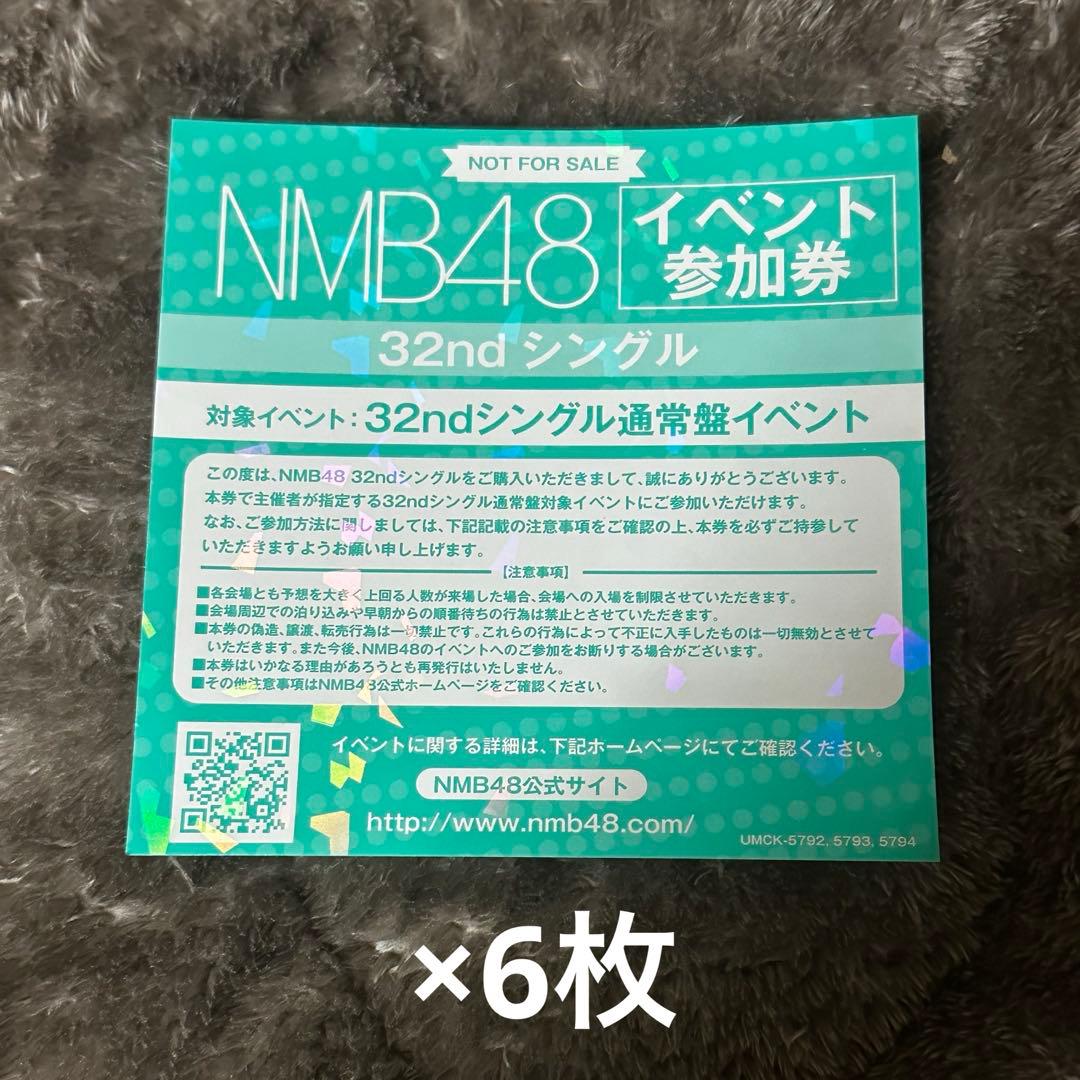 NOT FOR SALE
NMB48
イベント
参加券
32nd シングル
対象イベント：32ndシングル通常盤イベント
この度は、NMB48 32ndシングルをご購入いただきまして、誠にありがとうございます。
本券で主催者が指定する32ndシングル通常盤対象イベントにご参加いただけます。
なお、ご参加方法に関しましては、下記記載の注意事項をご確認の上、本券を必ずご持参して
いただきますようお願い申し上げます。
【注意事項】
■各会場とも予想を大きく上回る人数が来場した場合、会場への入場を制限させていただきます。
■会場周辺での泊り込みや早朝からの順番待ちの行為は禁止とさせていただきます。
■本券の偽造、譲渡、転売行為は一切禁止です。これらの行為によって不正に入手したものは一切無効とさせて
いただきます。また今後、NMB48のイベントへのご参加をお断りする場合がございます。
■本券はいかなる理由があろうとも再発行はいたしません。
■その他注意事項はNMB48公式ホームページをご確認ください。
イベントに関する詳細は、下記ホームページにてご確認ください。
NMB48公式サイト
http://www.nmb48.com/
UMCK-5792, 5793, 5794
×6枚